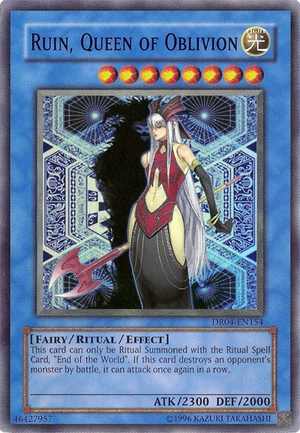 RUIN, QUEEN OF OBLIVION
LIGHT
光
DR04-EN154
[FAIRY/RITUAL/EFFECT]
This card can only be Ritual Summoned with the Ritual Spell
Card, "End of the World". If this card destroys an opponent's
monster by battle, it can attack once again in a row.
ATK/2300 DEF/2000
46427957
©1996 KAZUKI TAKAHASHI